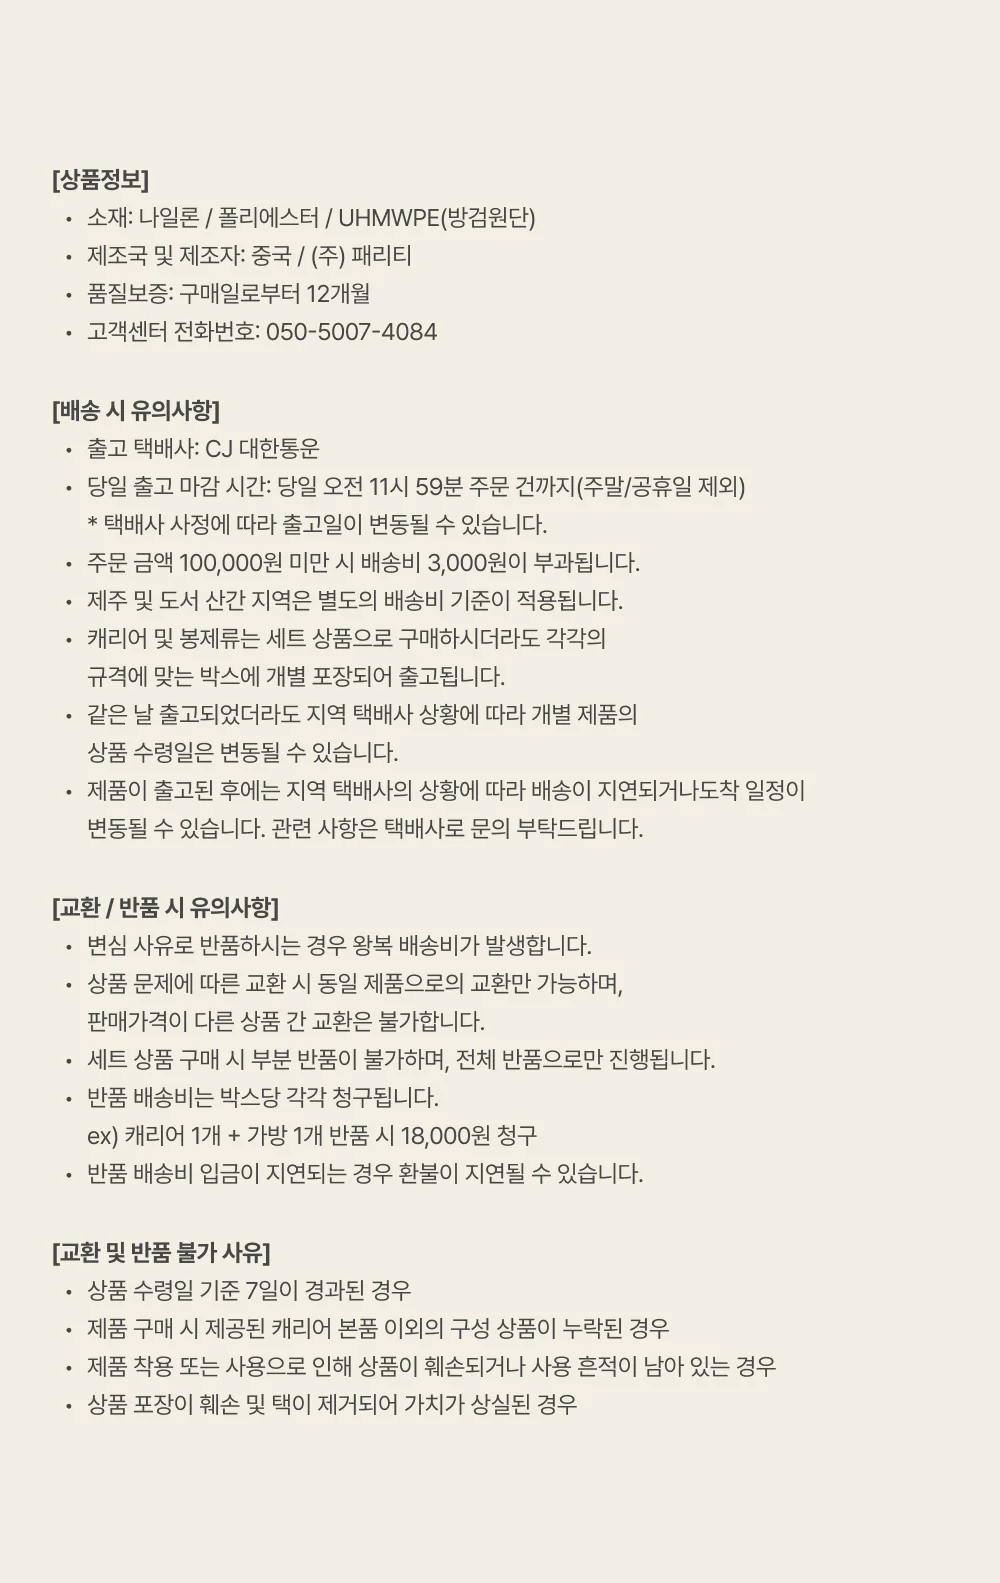 [상품정보]
• 소재: 나일론 / 폴리에스터 / UHMWPE(방검원단)
• 제조국 및 제조자: 중국 / (주) 패리티
• 품질보증: 구매일로부터 12개월
• 고객센터 전화번호: 050-5007-4084
[배송 시 유의사항]
• 출고 택배사: CJ 대한통운
• 당일 출고 마감 시간: 당일 오전 11시 59분 주문 건까지(주말/공휴일 제외)
* 택배사 사정에 따라 출고일이 변동될 수 있습니다.
• 주문 금액 100,000원 미만 시 배송비 3,000원이 부과됩니다.
• 제주 및 도서 산간 지역은 별도의 배송비 기준이 적용됩니다.
• 캐리어 및 봉제류는 세트 상품으로 구매하시더라도 각각의
규격에 맞는 박스에 개별 포장되어 출고됩니다.
• 같은 날 출고되었더라도 지역 택배사 상황에 따라 개별 제품의
상품 수령일은 변동될 수 있습니다.
• 제품이 출고된 후에는 지역 택배사의 상황에 따라 배송이 지연되거나도착 일정이
변동될 수 있습니다. 관련 사항은 택배사로 문의 부탁드립니다.
[교환 / 반품 시 유의사항]
• 변심 사유로 반품하시는 경우 왕복 배송비가 발생합니다.
• 상품 문제에 따른 교환 시 동일 제품으로의 교환만 가능하며,
판매가격이 다른 상품 간 교환은 불가합니다.
• 세트 상품 구매 시 부분 반품이 불가하며, 전체 반품으로만 진행됩니다.
• 반품 배송비는 박스당 각각 청구됩니다.
ex) 캐리어 1개 + 가방 1개 반품 시 18,000원 청구
• 반품 배송비 입금이 지연되는 경우 환불이 지연될 수 있습니다.
[교환 및 반품 불가 사유]
• 상품 수령일 기준 7일이 경과된 경우
• 제품 구매 시 제공된 캐리어 본품 이외의 구성 상품이 누락된 경우
• 제품 착용 또는 사용으로 인해 상품이 훼손되거나 사용 흔적이 남아 있는 경우
• 상품 포장이 훼손 및 택이 제거되어 가치가 상실된 경우